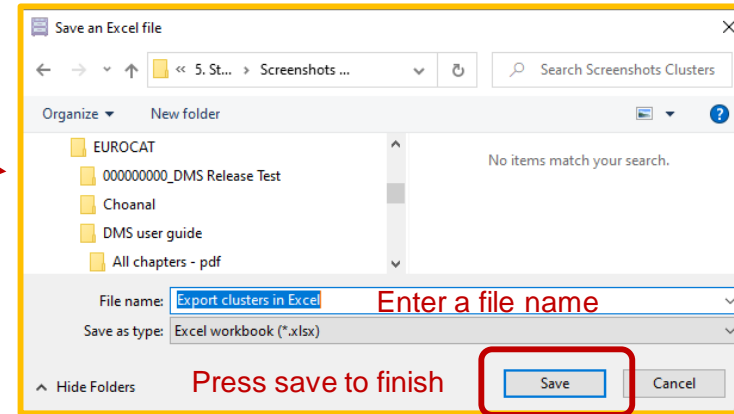 Save an Excel file
« 5. St... › Screenshots ...
Search Screenshots Clusters
Organize
New folder
EUROCAT
000000000_DMS Release Test
Choanal
DMS user guide
All chapters - pdf
No items match your search.
File name: Export clusters in Excel
Enter a file name
Save as type: Excel workbook (*.xlsx)
Hide Folders
Press save to finish
Save
Cancel